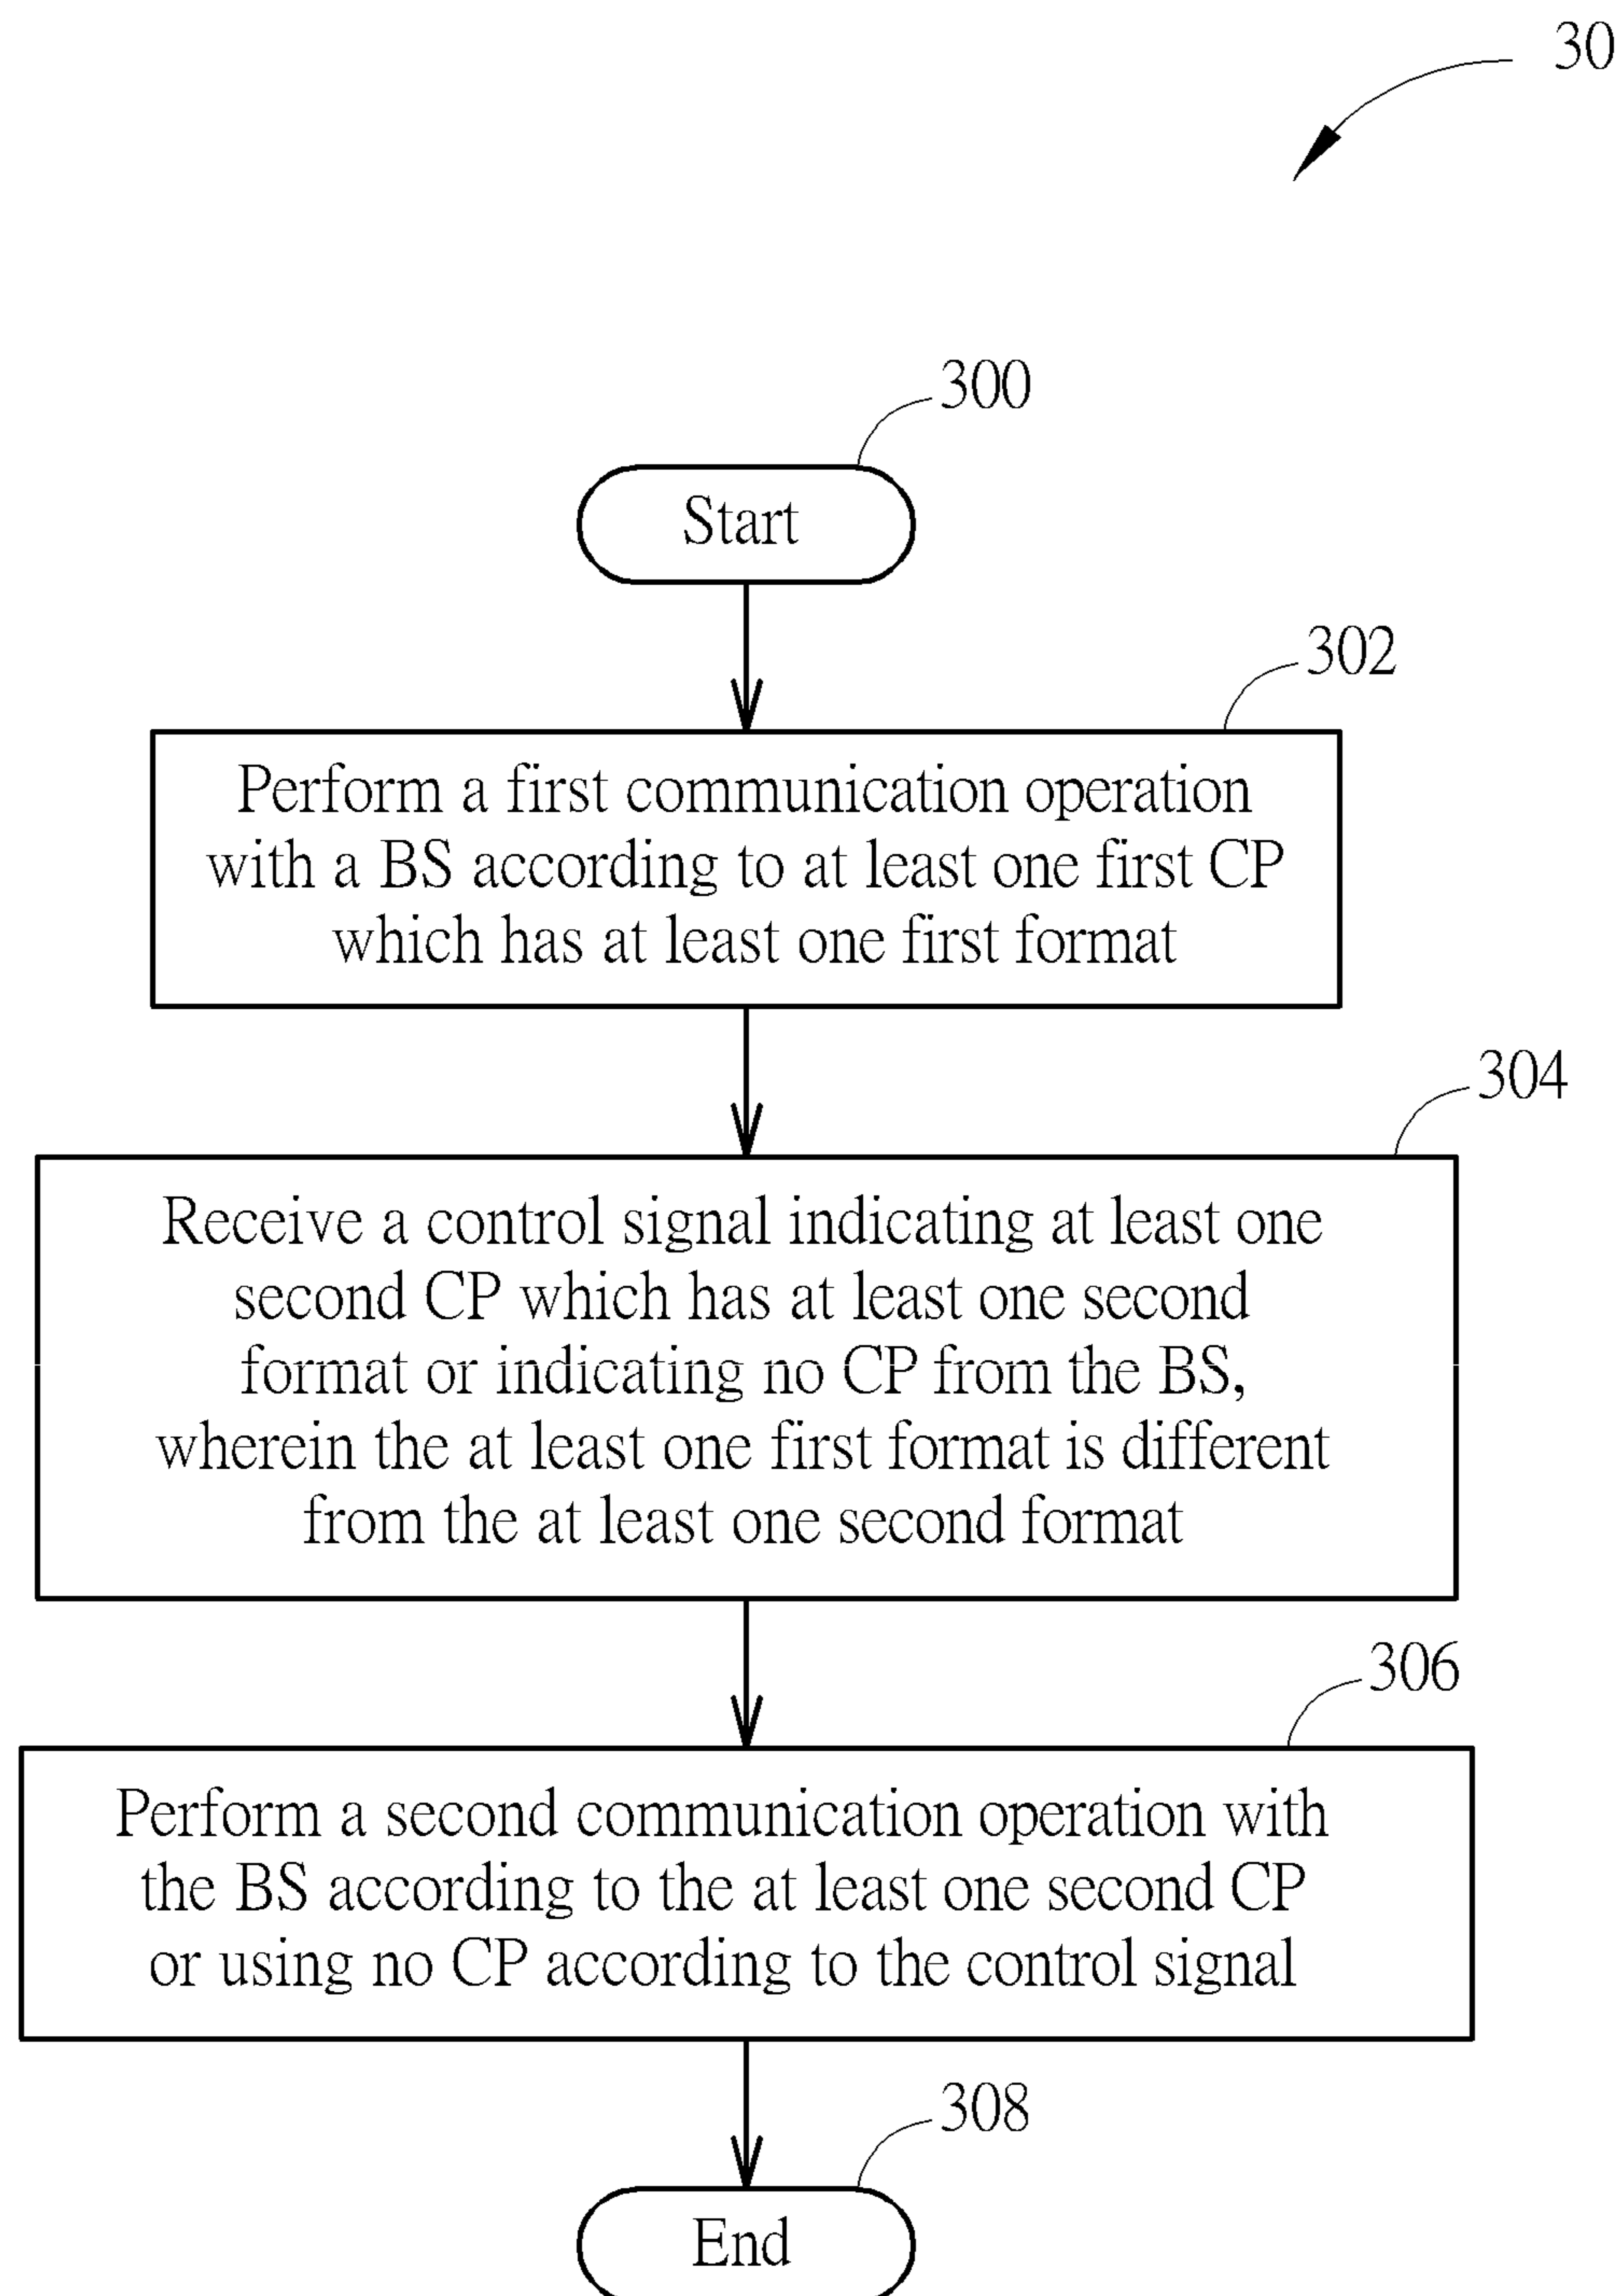 30
300
Start
302
Perform a first communication operation
with a BS according to at least one first CP
which has at least one first format
304
Receive a control signal indicating at least one
second CP which has at least one second
format or indicating no CP from the BS,
wherein the at least one first format is different
from the at least one second format
306
Perform a second communication operation with
the BS according to the at least one second CP
or using no CP according to the control signal
308
End